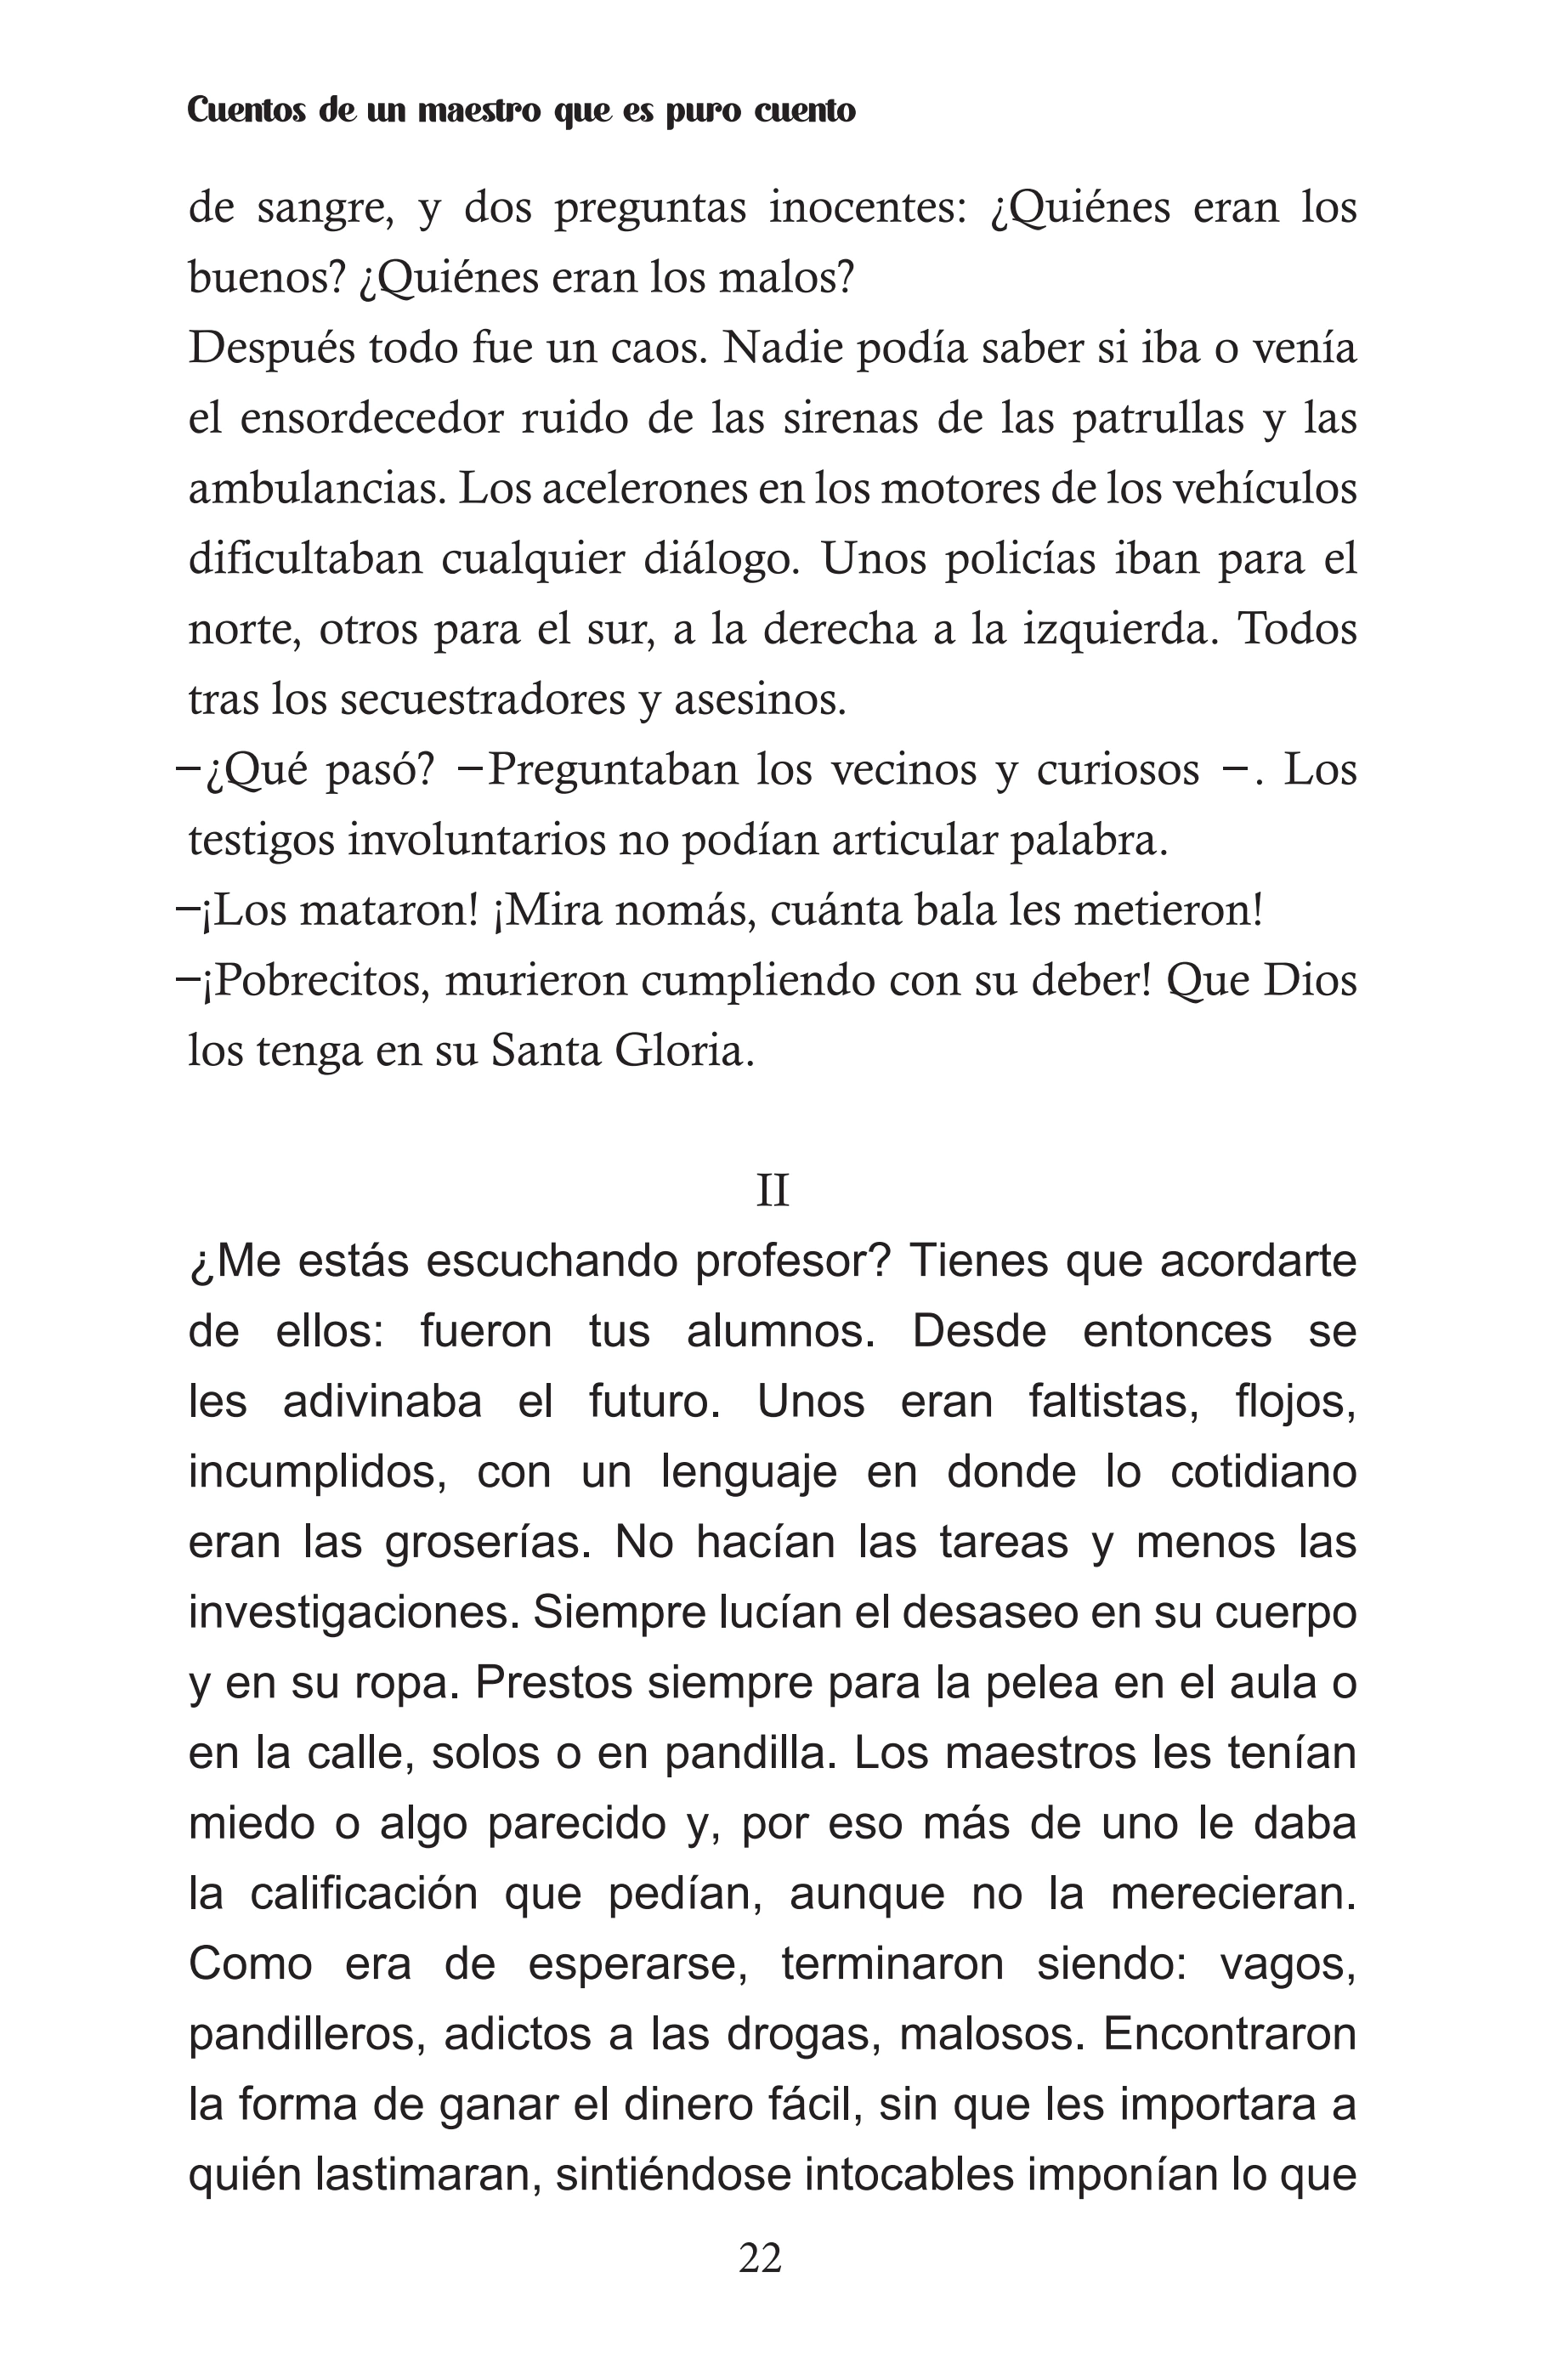 Cuentos de un maestro que es puro cuento
de sangre, y dos preguntas inocentes: ¿Quiénes eran los
buenos? ¿Quiénes eran los malos?
Después todo fue un caos. Nadie podía saber si iba o venía
el ensordecedor ruido de las sirenas de las patrullas y las
ambulancias. Los acelerones en los motores de los vehículos
dificultaban cualquier diálogo. Unos policías iban para el
norte, otros para el sur, a la derecha a la izquierda. Todos
tras los secuestradores y asesinos.
−¿Qué pasó? −Preguntaban los vecinos y curiosos −. Los
testigos involuntarios no podían articular palabra.
−¡Los mataron! ¡Mira nomás, cuánta bala les metieron!
−¡Pobrecitos, murieron cumpliendo con su deber! Que Dios
los tenga en su Santa Gloria.
II
¿Me estás escuchando profesor? Tienes que acordarte
de ellos: fueron tus alumnos. Desde entonces se
les adivinaba el futuro. Unos eran faltistas, flojos,
incumplidos, con un lenguaje en donde lo cotidiano
eran las groserías. No hacían las tareas y menos las
investigaciones. Siempre lucían el desaseo en su cuerpo
y en su ropa. Prestos siempre para la pelea en el aula o
en la calle, solos o en pandilla. Los maestros les tenían
miedo o algo parecido y, por eso más de uno le daba
la calificación que pedían, aunque no la merecieran.
Como era de esperarse, terminaron siendo: vagos,
pandilleros, adictos a las drogas, malosos. Encontraron
la forma de ganar el dinero fácil, sin que les importara a
quién lastimaran, sintiéndose intocables imponían lo que
22